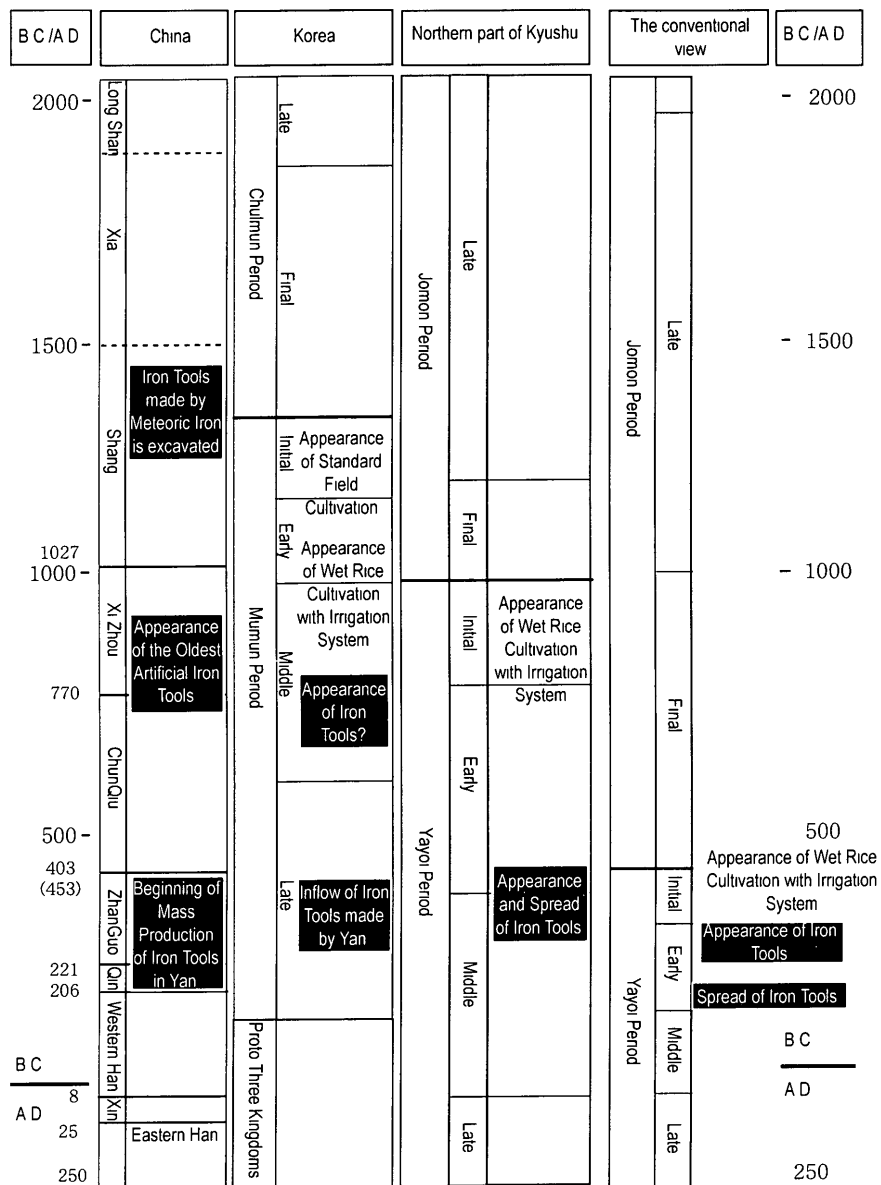 B C/A D
China
Korea
Northern part of Kyushu
The conventional
view
B C/A D
2000
1500
1027
1000
770
500
403
(453)
221
206
B C
8
A D
25
250
Long Shan
Xia
Shang
Xi Zhou
ChunQiu
ZhanGuo
Qin
Western Han
Xin
Eastern Han
Iron Tools
made by
Meteoric Iron
is excavated
Appearance
of the Oldest
Artificial Iron
Tools
Beginning of
Mass
Production
of Iron Tools
in Yan
Chulmun Period
Mumun Period
Proto Three Kingdoms
Late
Final
Initial
Early
Middle
Late
Appearance
of Standard
Field
Cultivation
Appearance
of Wet Rice
Cultivation
with Irrigation
System
Appearance
of Iron
Tools?
Inflow of Iron
Tools made
by Yan
Jomon Period
Yayoi Period
Late
Final
Initial
Early
Middle
Late
Appearance
of Wet Rice
Cultivation
with Irrigation
System
Appearance
and Spread
of Iron Tools
Jomon Period
Yayoi Period
Late
Final
Initial
Early
Middle
Late
2000
1500
1000
500
Appearance of Wet Rice
Cultivation with Irrigation
System
Appearance of Iron
Tools
Spread of Iron Tools
B C
A D
250